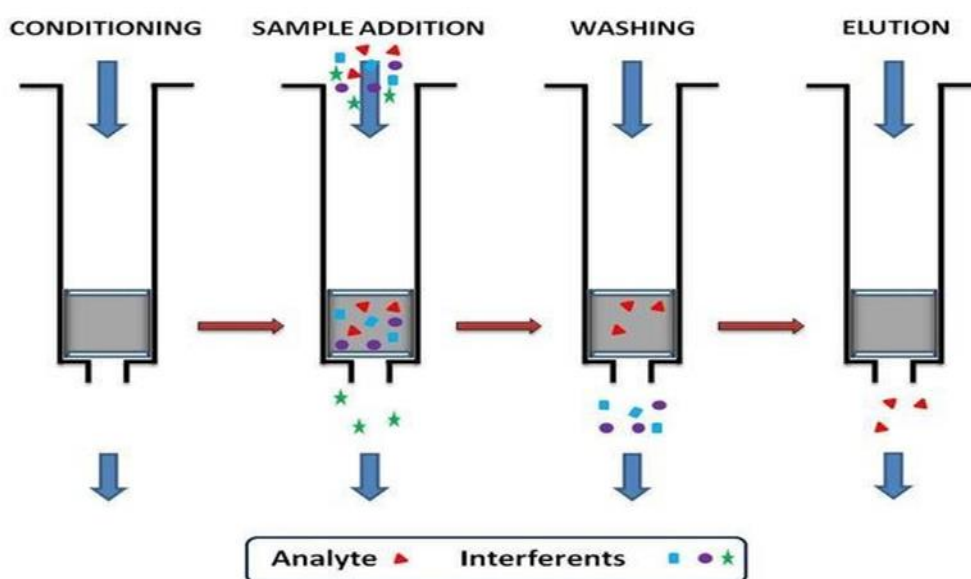 CONDITIONING SAMPLE ADDITION WASHING ELUTION
Analyte Interferents